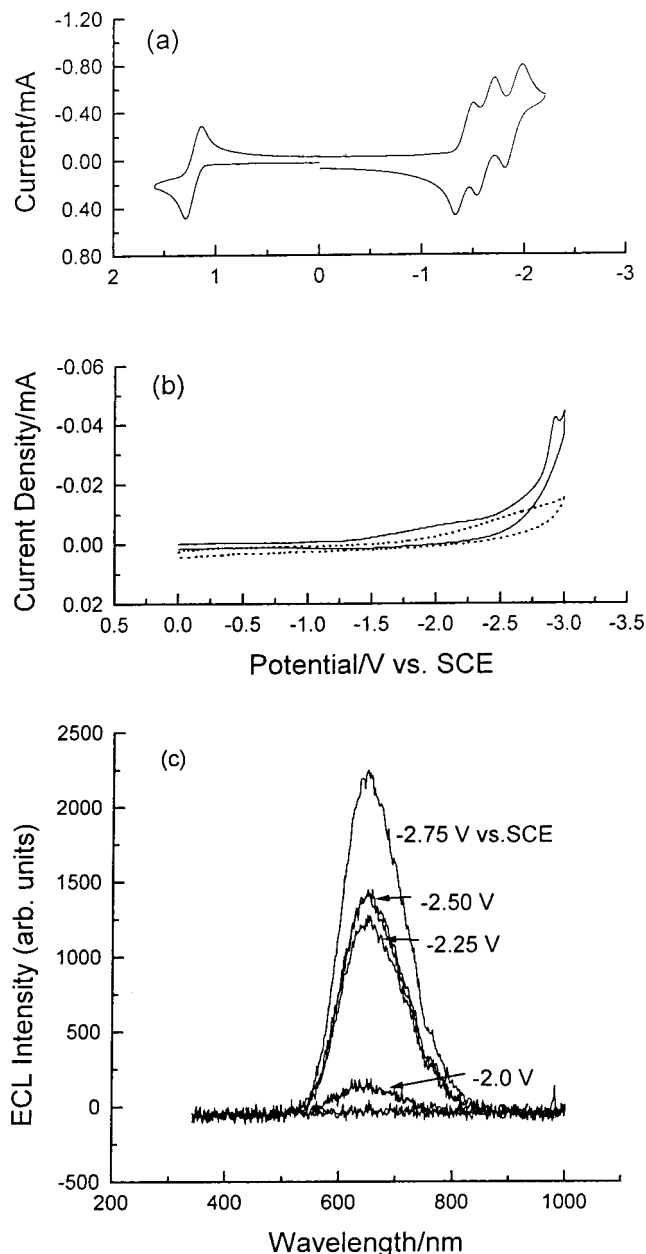 (a)
Current/mA
-1.20
-0.80
-0.40
0.00
0.40
0.80
2 1 0 -1 -2 -3
(b)
Current Density/mA
-0.06
-0.04
-0.02
0.00
0.02
0.5 0.0 -0.5 -1.0 -1.5 -2.0 -2.5 -3.0 -3.5
Potential/V vs. SCE
(c)
ECL Intensity (arb. units)
2500
2000
1500
1000
500
0
-500
-2.75 V vs.SCE
-2.50 V
-2.25 V
-2.0 V
200 400 600 800 1000
Wavelength/nm